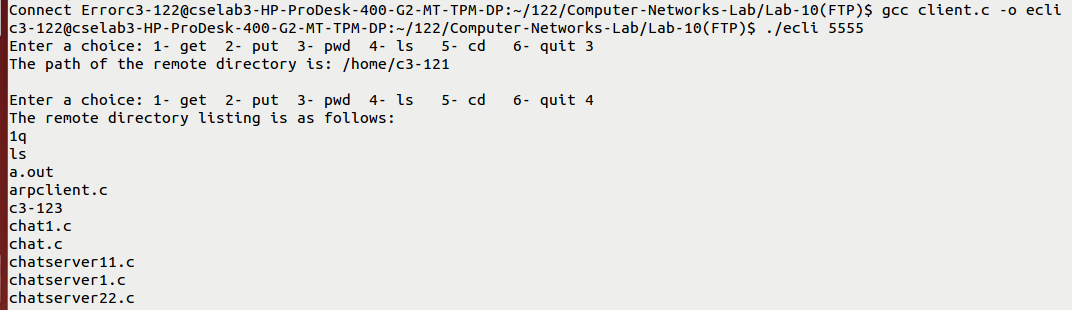 Connect Errorc3-122@cselab3-HP-ProDesk-400-G2-MT-TPM-DP:~/122/Computer-Networks-Lab/Lab-10(FTP)$ gcc client.c -o ecli
c3-122@cselab3-HP-ProDesk-400-G2-MT-TPM-DP:~/122/Computer-Networks-Lab/Lab-10(FTP)$ ./ecli 5555
Enter a choice: 1- get  2- put  3- pwd  4- ls   5- cd   6- quit 3
The path of the remote directory is: /home/c3-121
Enter a choice: 1- get  2- put  3- pwd  4- ls   5- cd   6- quit 4
The remote directory listing is as follows:
1q
ls
a.out
arpclient.c
c3-123
chat1.c
chat.c
chatserver11.c
chatserver1.c
chatserver22.c